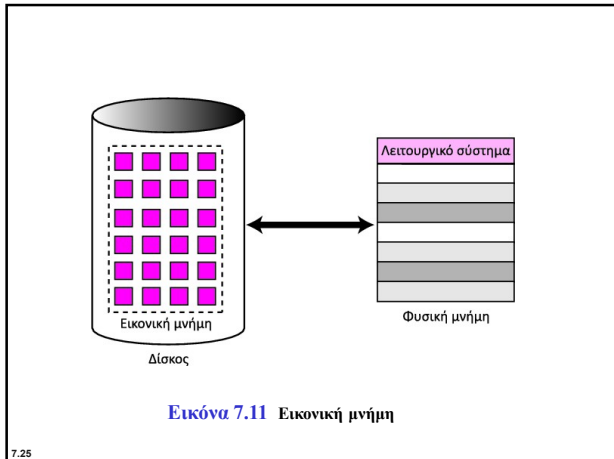 Λειτουργικό σύστημα
Εικονική μνήμη
Φυσική μνήμη
Δίσκος
Εικόνα 7.11 Εικονική μνήμη
7.25